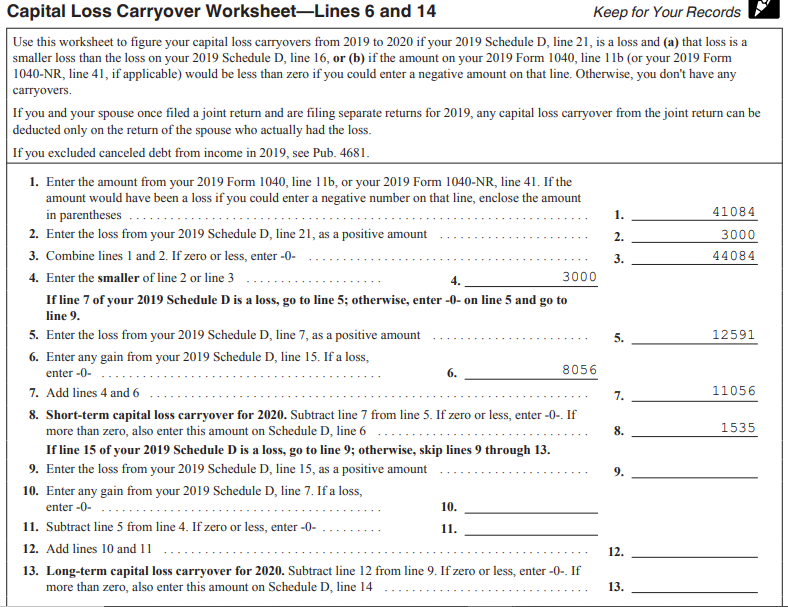 Capital Loss Carryover Worksheet—Lines 6 and 14 Keep for Your Records
Use this worksheet to figure your capital loss carryovers from 2019 to 2020 if your 2019 Schedule D, line 21, is a loss and (a) that loss is a
smaller loss than the loss on your 2019 Schedule D, line 16, or (b) if the amount on your 2019 Form 1040, line 11b (or your 2019 Form
1040-NR, line 41, if applicable) would be less than zero if you could enter a negative amount on that line. Otherwise, you don't have any
carryovers.
If you and your spouse once filed a joint return and are filing separate returns for 2019, any capital loss carryover from the joint return can be
deducted only on the return of the spouse who actually had the loss.
If you excluded canceled debt from income in 2019, see Pub. 4681.
1. Enter the amount from your 2019 Form 1040, line 11b, or your 2019 Form 1040-NR, line 41. If the
amount would have been a loss if you could enter a negative number on that line, enclose the amount
in parentheses 1. 41084
2. Enter the loss from your 2019 Schedule D, line 21, as a positive amount 2. 3000
3. Combine lines 1 and 2. If zero or less, enter -0- 3. 44084
4. Enter the smaller of line 2 or line 3 4. 3000
If line 7 of your 2019 Schedule D is a loss, go to line 5; otherwise, enter -0- on line 5 and go to
line 9.
5. Enter the loss from your 2019 Schedule D, line 7, as a positive amount 5. 12591
6. Enter any gain from your 2019 Schedule D, line 15. If a loss,
enter -0- 6. 8056
7. Add lines 4 and 6 7. 11056
8. Short-term capital loss carryover for 2020. Subtract line 7 from line 5. If zero or less, enter -0-. If
more than zero, also enter this amount on Schedule D, line 6 8. 1535
If line 15 of your 2019 Schedule D is a loss, go to line 9; otherwise, skip lines 9 through 13.
9. Enter the loss from your 2019 Schedule D, line 15, as a positive amount 9.
10. Enter any gain from your 2019 Schedule D, line 7. If a loss,
enter -0- 10.
11. Subtract line 5 from line 4. If zero or less, enter -0- 11.
12. Add lines 10 and 11 12.
13. Long-term capital loss carryover for 2020. Subtract line 12 from line 9. If zero or less, enter -0-. If
more than zero, also enter this amount on Schedule D, line 14 13.